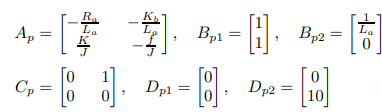 A_p = [ -R_a/L_a  -K_b/L_a ; K/J  -f/J ],  B_p1 = [ 1 ; 1 ],  B_p2 = [ 1/L_a ; 0 ]
C_p = [ 0  1 ; 0  0 ],  D_p1 = [ 0 ; 0 ],  D_p2 = [ 0 ; 10 ]